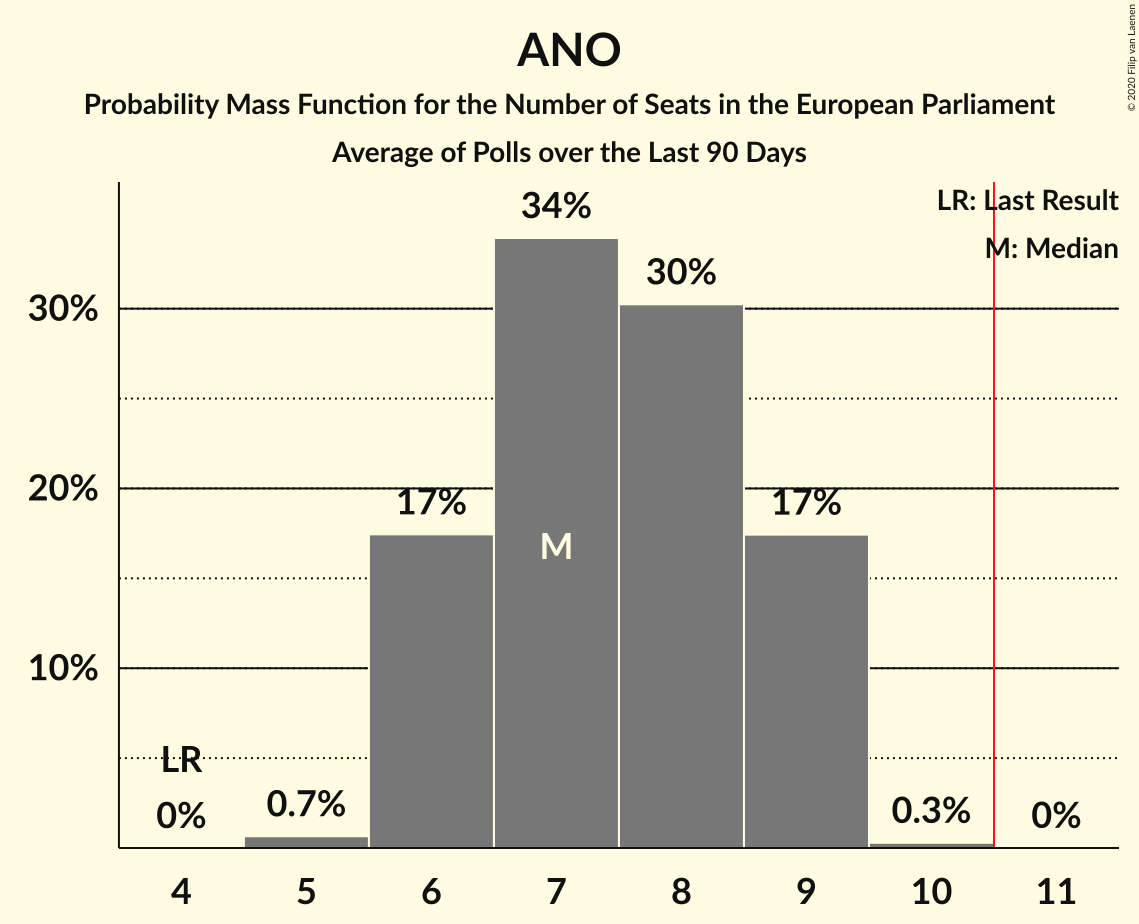 ANO
Probability Mass Function for the Number of Seats in the European Parliament
Average of Polls over the Last 90 Days
© 2020 Filip van Laenen
LR: Last Result
M: Median
34%
30%
30%
20%
17%
17%
M
10%
LR
0%
0.7%
0.3%
0%
4 5 6 7 8 9 10 11